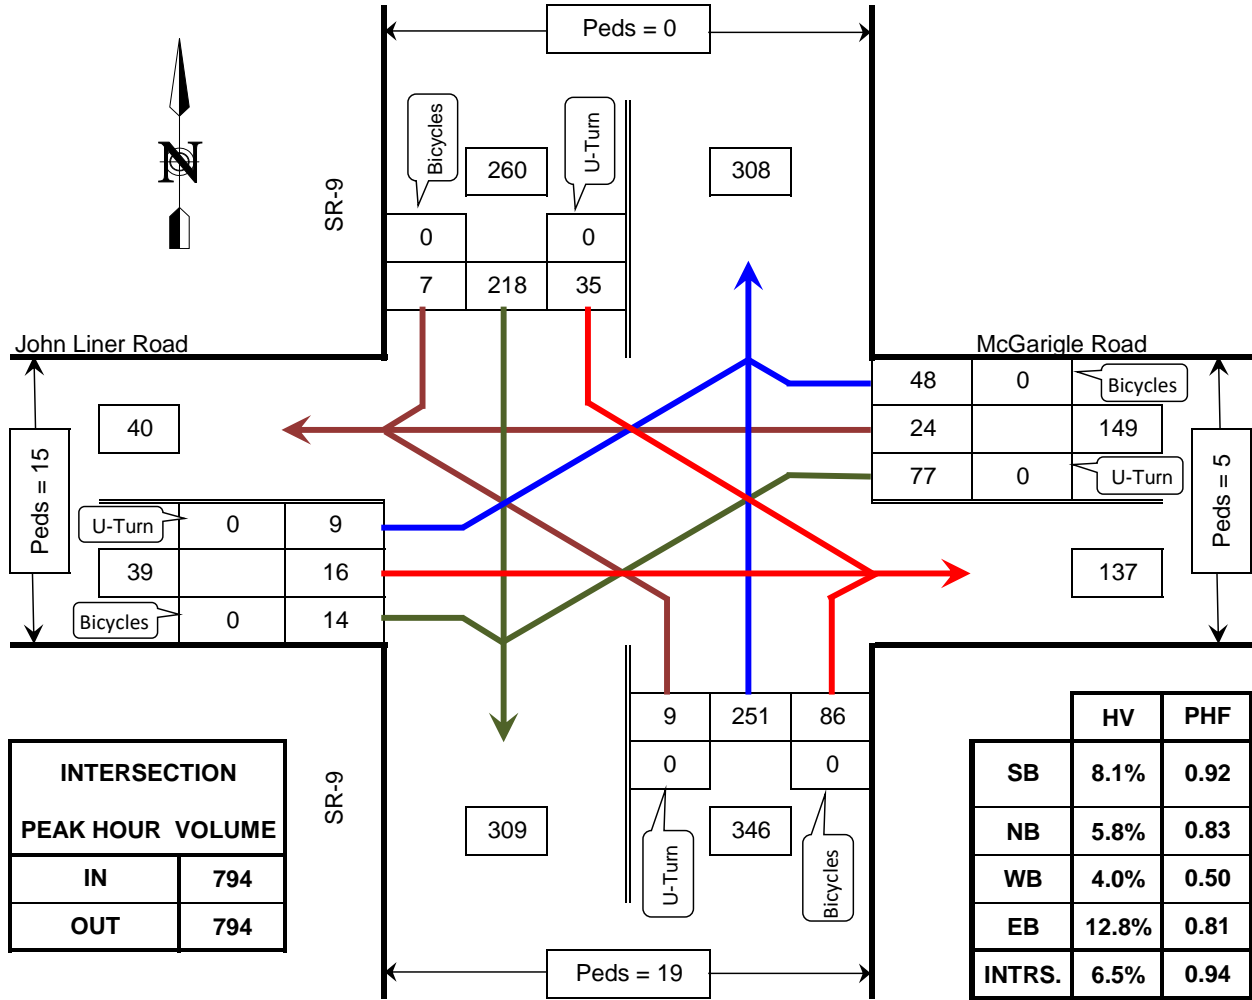 Peds = 0
N
SR-9
Bicycles
260
U-Turn
308
0
0
7
218
35
John Liner Road
McGarigle Road
48
0
Bicycles
40
24
149
Peds = 15
77
0
U-Turn
Peds = 5
U-Turn
0
9
39
16
137
Bicycles
0
14
9
251
86
0
0
SR-9
309
U-Turn
346
Bicycles
Peds = 19
INTERSECTION
PEAK HOUR VOLUME
IN 794
OUT 794
HV PHF
SB 8.1% 0.92
NB 5.8% 0.83
WB 4.0% 0.50
EB 12.8% 0.81
INTRS. 6.5% 0.94